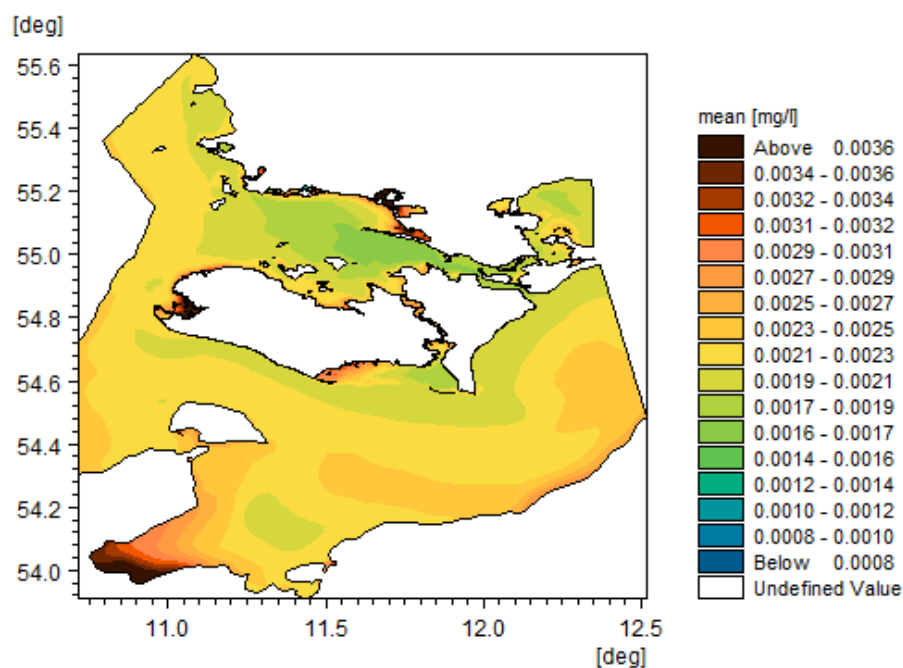 [deg]
55.6
55.4
55.2
55.0
54.8
54.6
54.4
54.2
54.0
11.0 11.5 12.0 12.5
[deg]
mean [mg/l]
Above 0.0036
0.0034 - 0.0036
0.0032 - 0.0034
0.0031 - 0.0032
0.0029 - 0.0031
0.0027 - 0.0029
0.0025 - 0.0027
0.0023 - 0.0025
0.0021 - 0.0023
0.0019 - 0.0021
0.0017 - 0.0019
0.0016 - 0.0017
0.0014 - 0.0016
0.0012 - 0.0014
0.0010 - 0.0012
0.0008 - 0.0010
Below 0.0008
Undefined Value